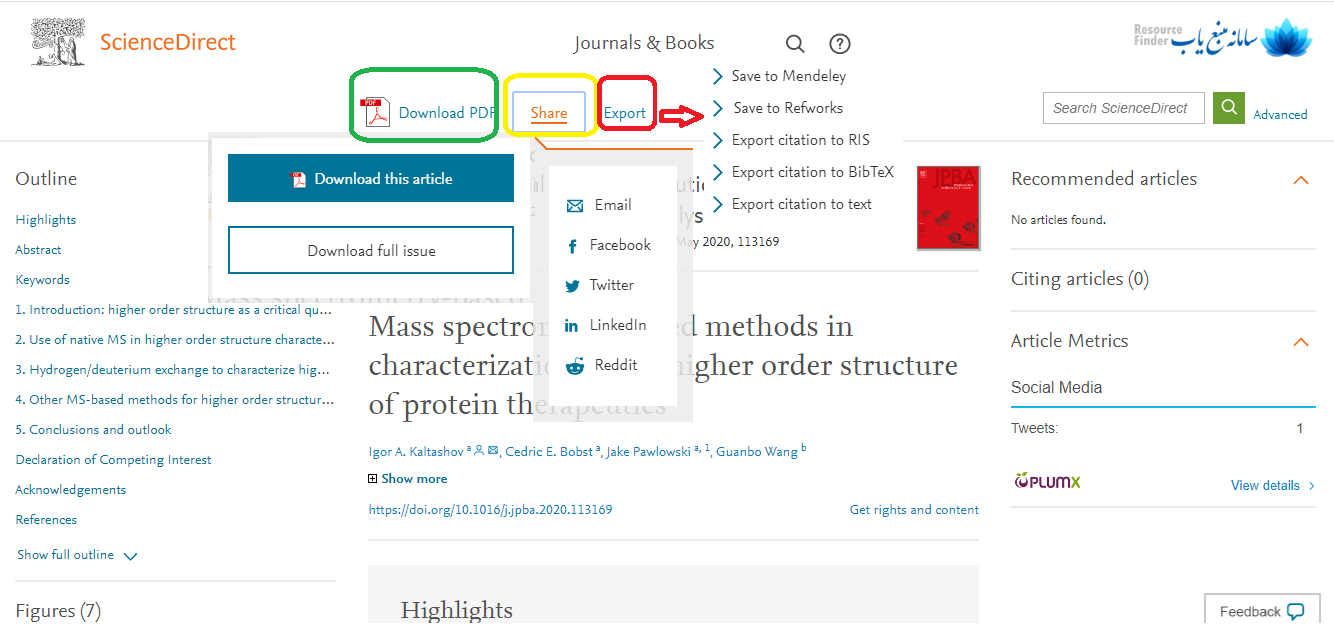 ScienceDirect
Journals & Books
Resource
Finder
سامانه منبع یاب
PDF
Download PDF
Share
Export
Save to Mendeley
Save to Refworks
Export citation to RIS
Export citation to BibTeX
Export citation to text
Search ScienceDirect
Advanced
Download this article
Download full issue
Email
Facebook
Twitter
LinkedIn
Reddit
May 2020, 113169
JPBA
Outline
Highlights
Abstract
Keywords
1. Introduction: higher order structure as a critical qu...
2. Use of native MS in higher order structure characte...
3. Hydrogen/deuterium exchange to characterize hig...
4. Other MS-based methods for higher order structur...
5. Conclusions and outlook
Declaration of Competing Interest
Acknowledgements
References
Show full outline
Figures (7)
Mass spectrom d methods in
characterizatio igher order structure
of protein therapeutics
Igor A. Kaltashov a, Cedric E. Bobst a, Jake Pawlowski a, 1, Guanbo Wang b
Show more
https://doi.org/10.1016/j.jpba.2020.113169
Get rights and content
Highlights
Recommended articles
No articles found.
Citing articles (0)
Article Metrics
Social Media
Tweets: 1
PLUMX
View details
Feedback